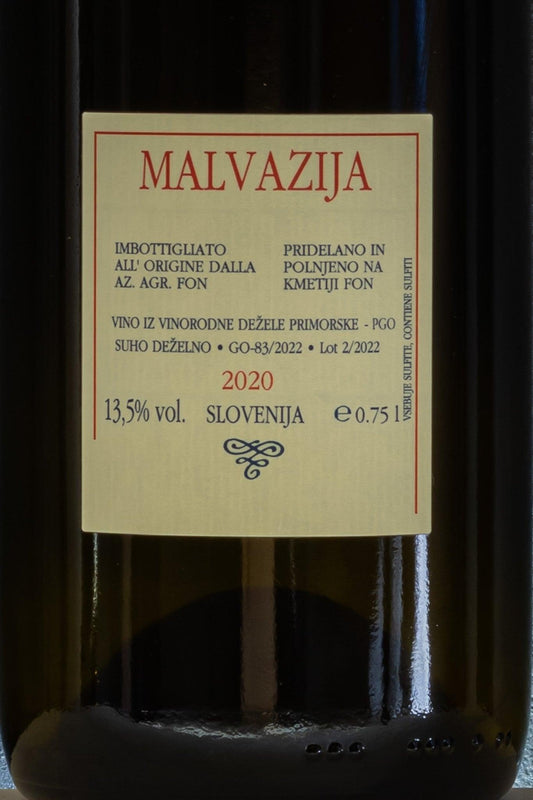 MALVAZIJA
IMBOTTIGLIATO
ALL' ORIGINE DALLA
AZ. AGR. FON
PRIDELANO IN
POLNJENO NA
KMETIJI FON
VINO IZ VINORODNE DEŽELE PRIMORSKE - PGO
SUHO DEŽELNO • GO-83/2022 • Lot 2/2022
2020
13,5% vol. SLOVENIJA e 0.75 l
VSEBUJE SULFITE, CONTIENE SULFITI